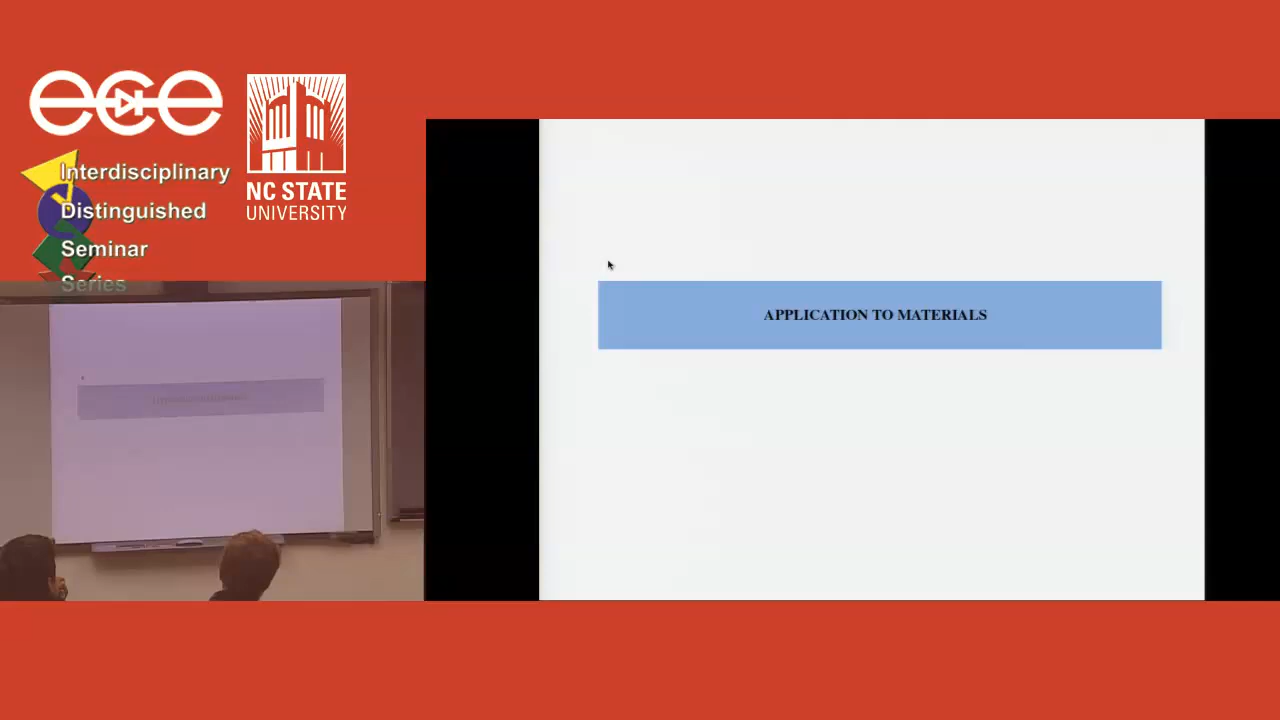 ece
Interdisciplinary
Distinguished
Seminar
Series
NC STATE
UNIVERSITY
APPLICATION TO MATERIALS